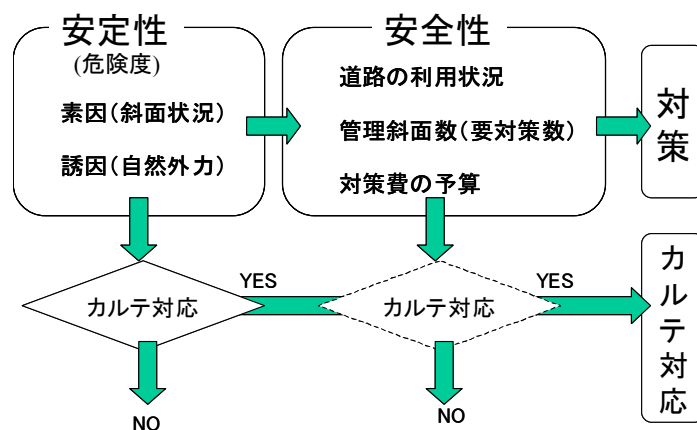 安定性
(危険度)
素因(斜面状況)
誘因(自然外力)
安全性
道路の利用状況
管理斜面数(要対策数)
対策費の予算
対策
カルテ対応
YES
カルテ対応
YES
カルテ対応
NO
NO